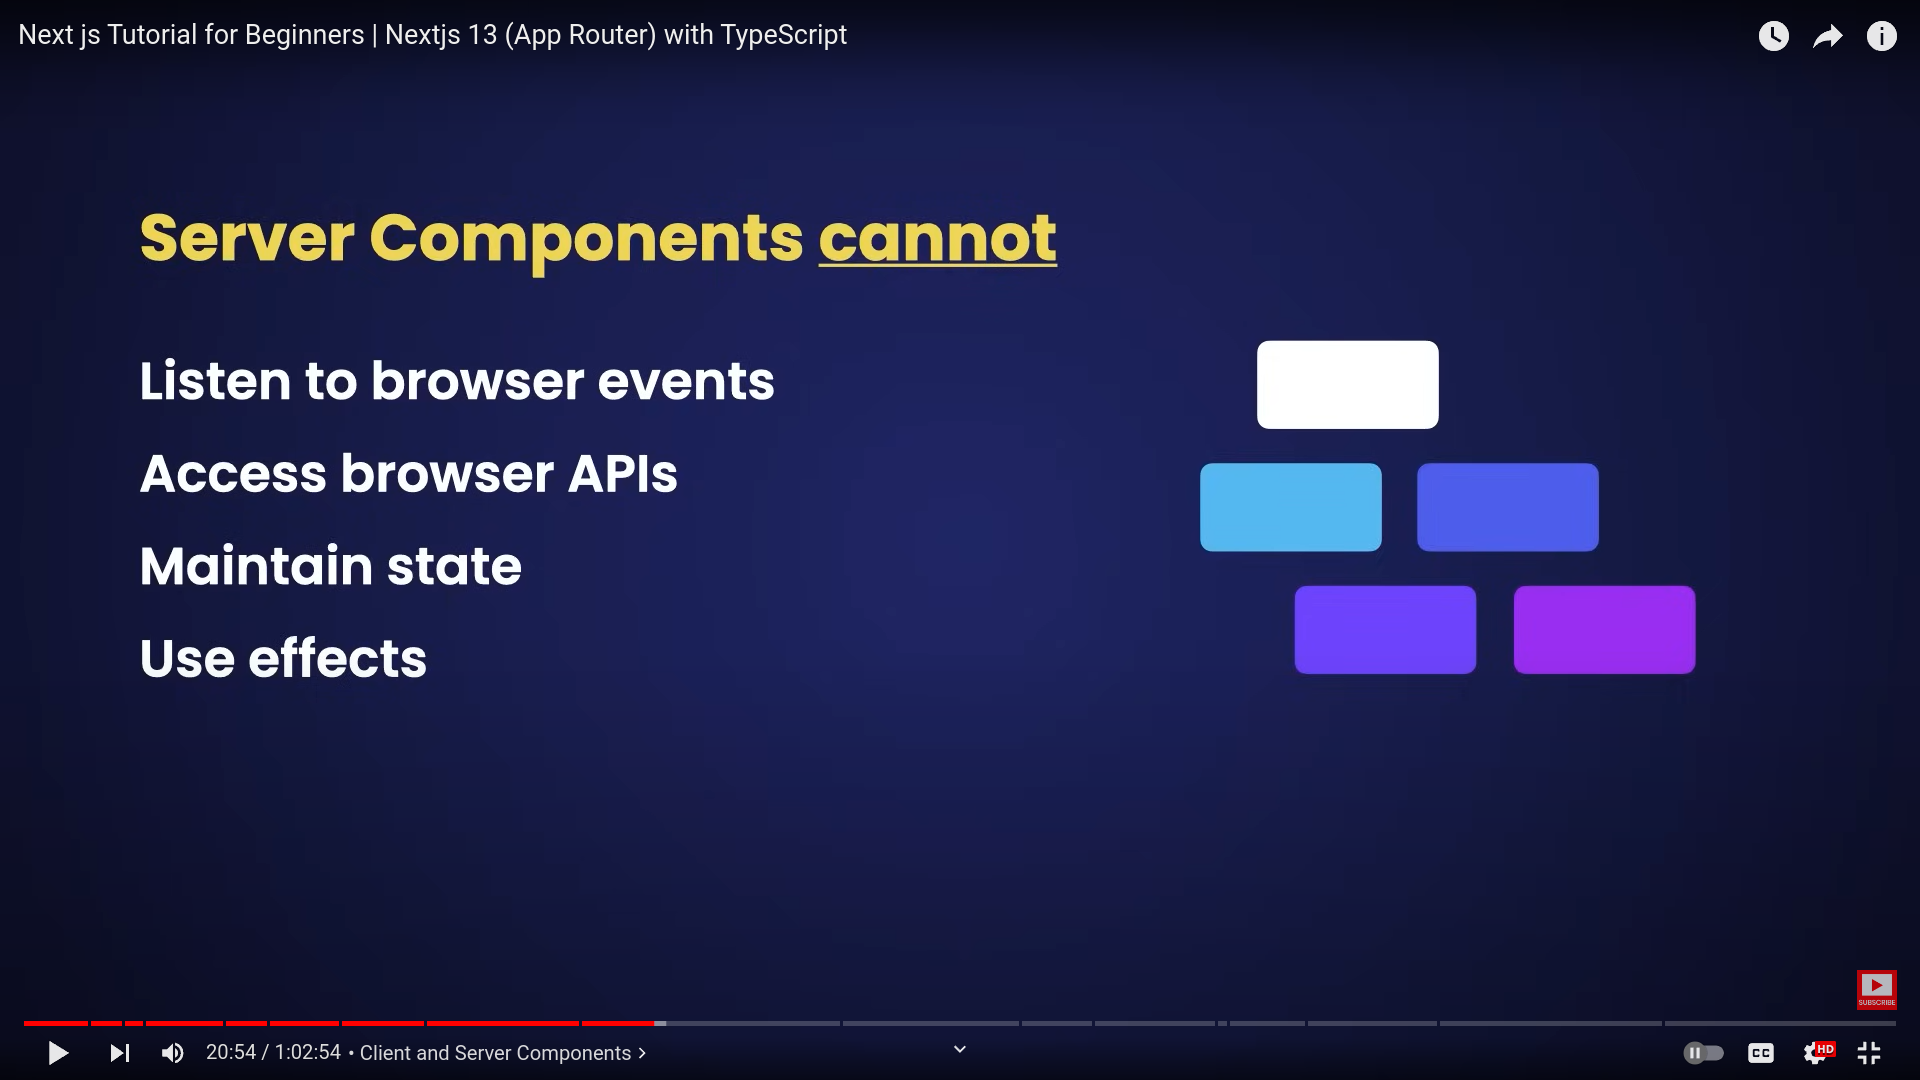 Next js Tutorial for Beginners | Nextjs 13 (App Router) with TypeScript
Server Components cannot
Listen to browser events
Access browser APIs
Maintain state
Use effects
SUBSCRIBE
20:54 / 1:02:54 • Client and Server Components
CC
HD